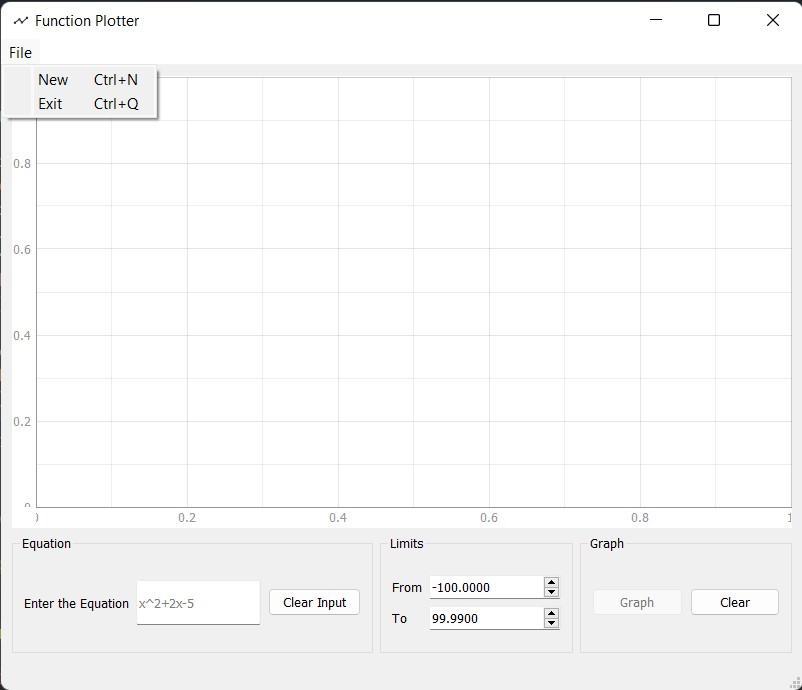 Function Plotter
File
New Ctrl+N
Exit Ctrl+Q
0.8
0.6
0.4
0.2
0
0.2 0.4 0.6 0.8 1
Equation
Enter the Equation x^2+2x-5 Clear Input
Limits
From -100.0000
To 99.9900
Graph
Graph Clear